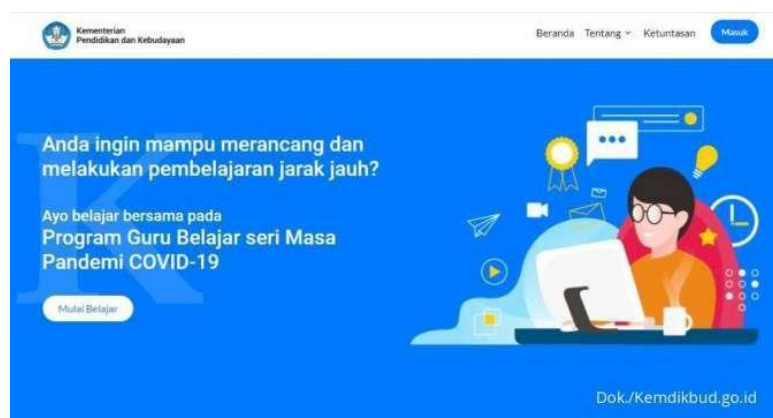 Kementerian
Pendidikan dan Kebudayaan
Beranda Tentang Ketuntasan Masuk
Anda ingin mampu merancang dan
melakukan pembelajaran jarak jauh?
Ayo belajar bersama pada
Program Guru Belajar seri Masa
Pandemi COVID-19
Mulai Belajar
Dok./Kemdikbud.go.id